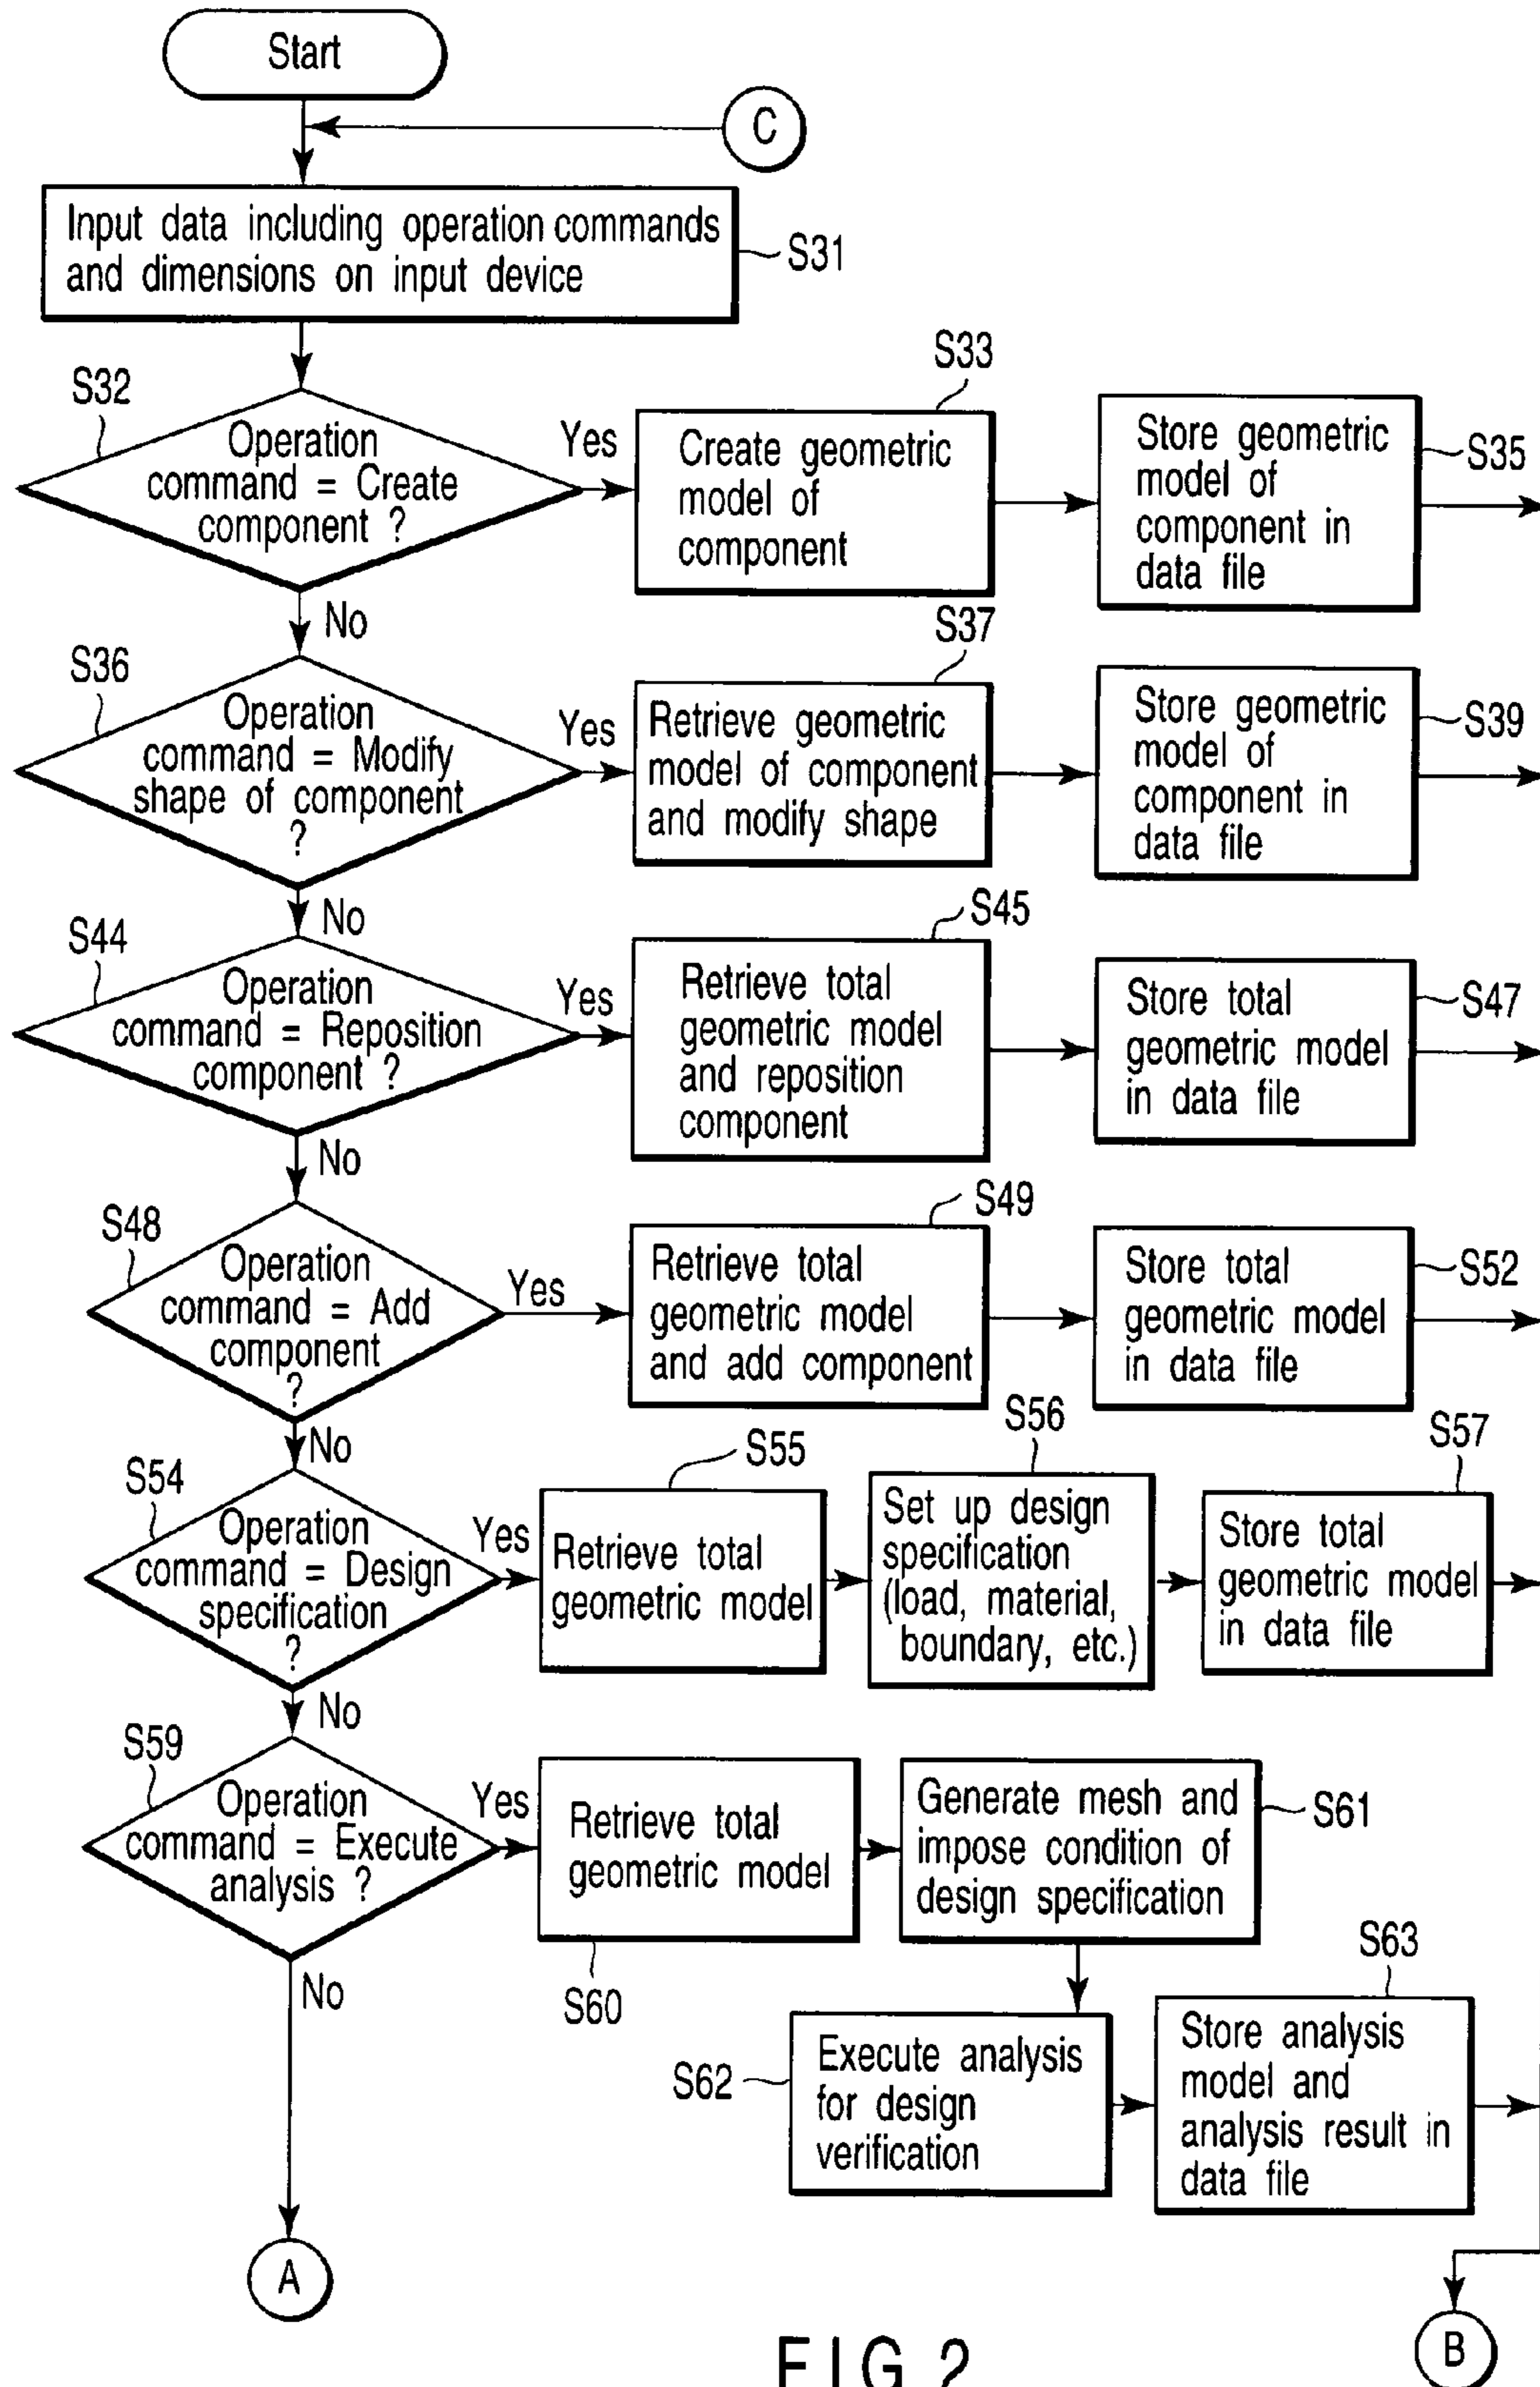 Start
C
Input data including operation commands
and dimensions on input device
S31
S32
Operation
command = Create
component ?
Yes
No
S33
Create geometric
model of
component
Store geometric
model of
component in
data file
S35
S36
Operation
command = Modify
shape of component
?
Yes
No
S37
Retrieve geometric
model of component
and modify shape
Store geometric
model of
component in
data file
S39
S44
Operation
command = Reposition
component ?
Yes
No
S45
Retrieve total
geometric model
and reposition
component
Store total
geometric model
in data file
S47
S48
Operation
command = Add
component
?
Yes
No
S49
Retrieve total
geometric model
and add component
Store total
geometric model
in data file
S52
S54
Operation
command = Design
specification
?
Yes
No
S55
Retrieve total
geometric model
S56
Set up design
specification
(load, material,
boundary, etc.)
S57
Store total
geometric model
in data file
S59
Operation
command = Execute
analysis ?
Yes
No
Retrieve total
geometric model
S60
Generate mesh and
impose condition of
design specification
S61
S62
Execute analysis
for design
verification
S63
Store analysis
model and
analysis result in
data file
A
B
FIG.2